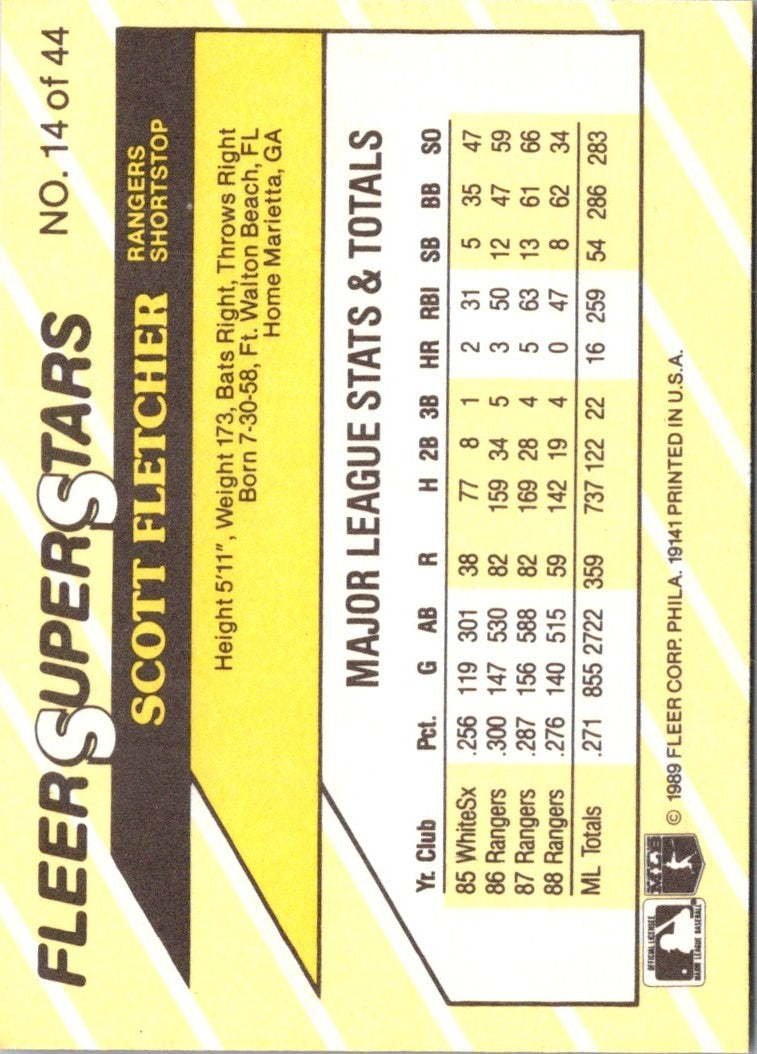 FLEER SUPERSTARS NO. 14 of 44
SCOTT FLETCHER RANGERS
SHORTSTOP
Height 5'11", Weight 173, Bats Right, Throws Right
Born 7-30-58, Ft. Walton Beach, FL
Home Marietta, GA
MAJOR LEAGUE STATS & TOTALS
Yr. Club Pct. G AB R H 2B 3B HR RBI SB BB SO
85 WhiteSx .256 119 301 38 77 8 1 2 31 5 35 47
86 Rangers .300 147 530 82 159 34 5 3 50 12 47 59
87 Rangers .287 156 588 82 169 28 4 5 63 13 61 66
88 Rangers .276 140 515 59 142 19 4 0 47 8 62 34
ML Totals .271 855 2722 359 737 122 22 16 259 54 286 283
OFFICIAL LICENSEE
MAJOR LEAGUE BASEBALL
© 1989 FLEER CORP. PHILA. 19141 PRINTED IN U.S.A.